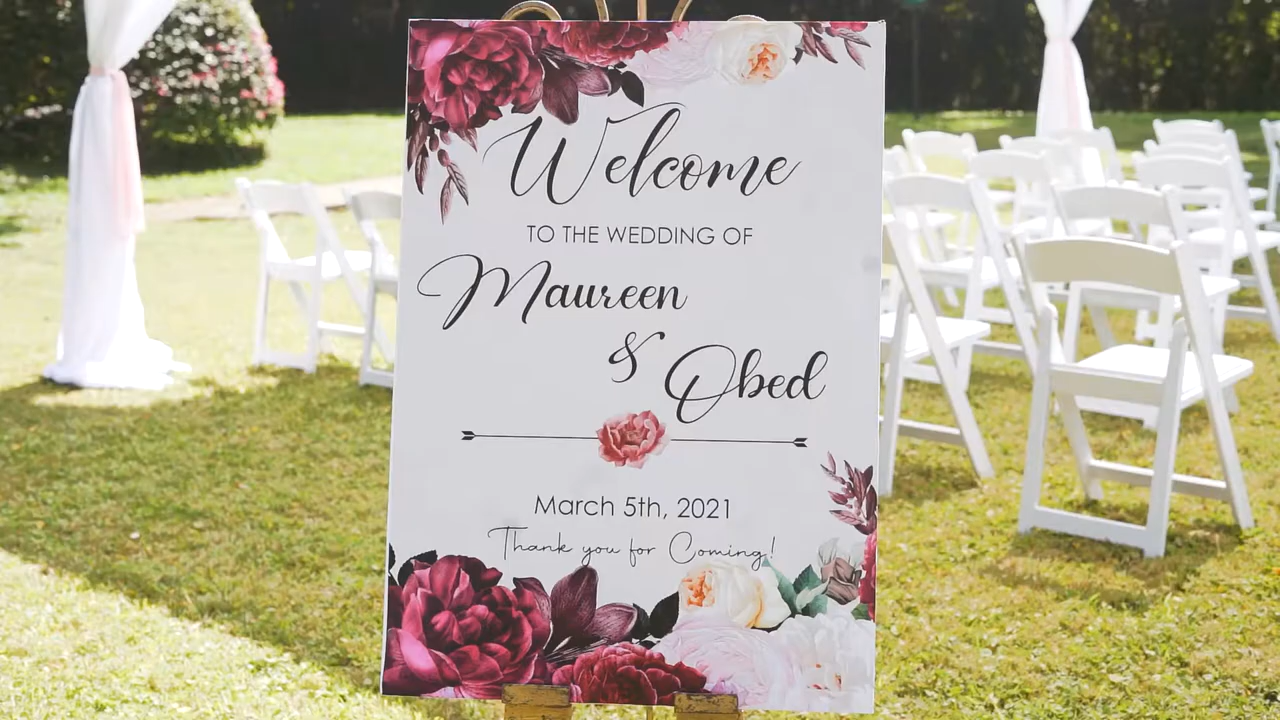 Welcome
TO THE WEDDING OF
Maureen
&
Obed
March 5th, 2021
Thank you for Coming!